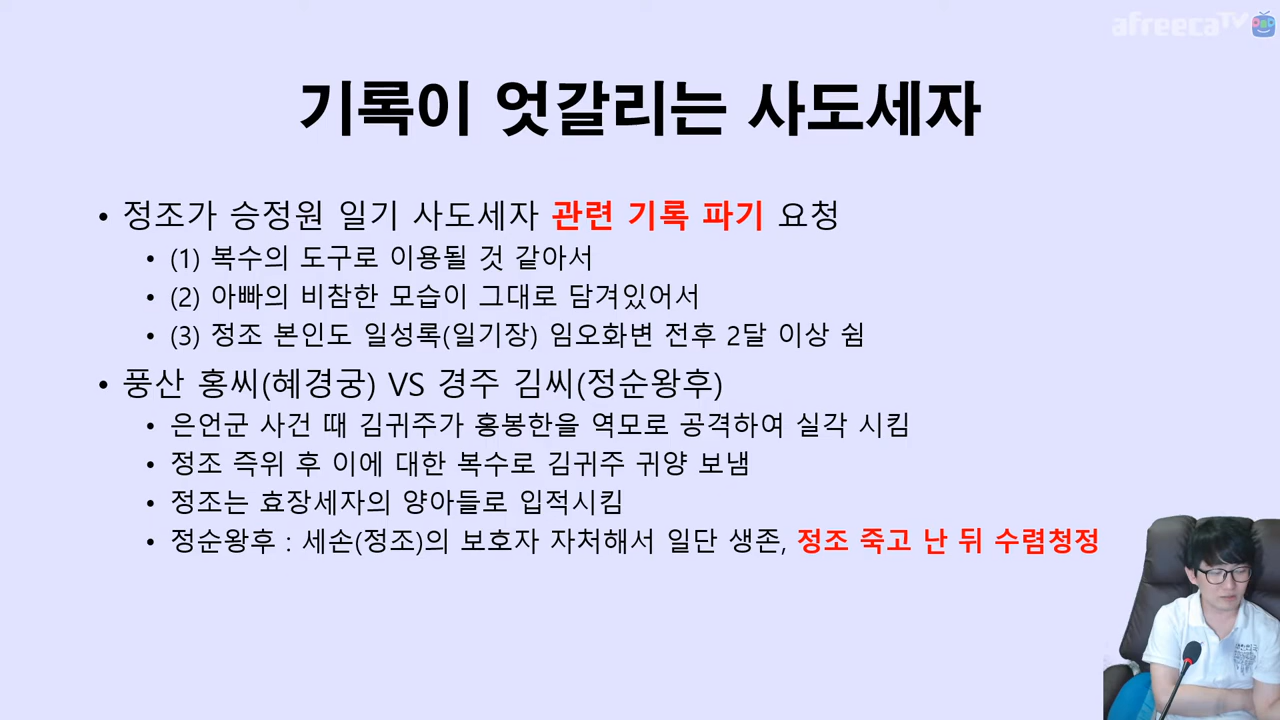 afreecaTV
기록이 엇갈리는 사도세자
• 정조가 승정원 일기 사도세자 관련 기록 파기 요청
• (1) 복수의 도구로 이용될 것 같아서
• (2) 아빠의 비참한 모습이 그대로 담겨있어서
• (3) 정조 본인도 일성록(일기장) 임오화변 전후 2달 이상 쉼
• 풍산 홍씨(혜경궁) VS 경주 김씨(정순왕후)
• 은언군 사건 때 김귀주가 홍봉한을 역모로 공격하여 실각 시킴
• 정조 즉위 후 이에 대한 복수로 김귀주 귀양 보냄
• 정조는 효장세자의 양아들로 입적시킴
• 정순왕후 : 세손(정조)의 보호자 자처해서 일단 생존, 정조 죽고 난 뒤 수렴청정